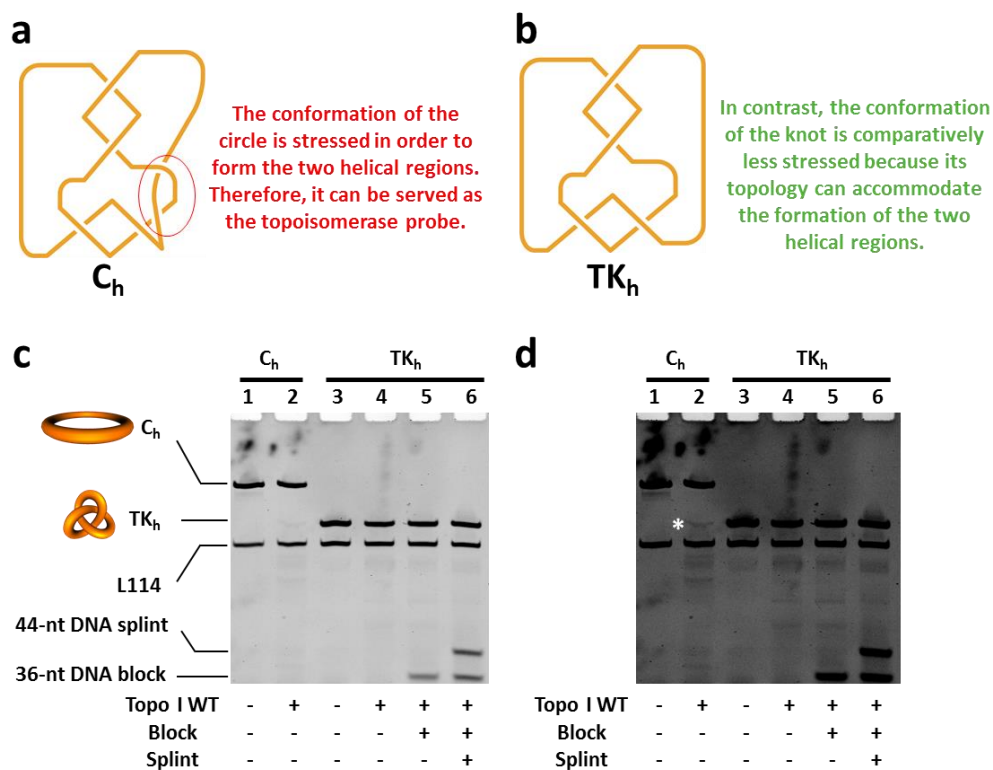 a
The conformation of the
circle is stressed in order to
form the two helical regions.
Therefore, it can be served as
the topoisomerase probe.
Ch
b
In contrast, the conformation
of the knot is comparatively
less stressed because its
topology can accommodate
the formation of the two
helical regions.
TKh
c
Ch TKh
1 2 3 4 5 6
Ch
TKh
L114
44-nt DNA splint
36-nt DNA block
Topo I WT - + - + + +
Block - - - - + +
Splint - - - - - +
d
Ch TKh
1 2 3 4 5 6
*
Topo I WT - + - + + +
Block - - - - + +
Splint - - - - - +